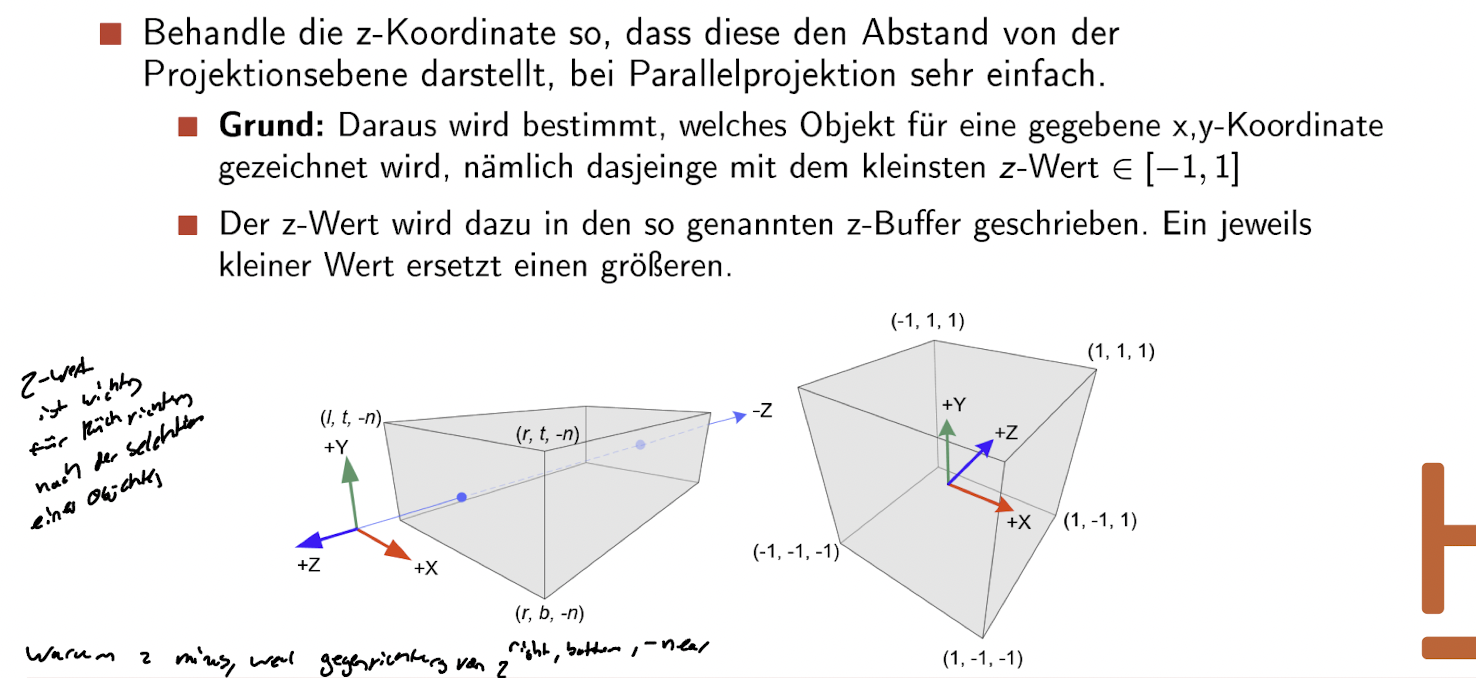 Behandle die z-Koordinate so, dass diese den Abstand von der
Projektionsebene darstellt, bei Parallelprojektion sehr einfach.
Grund: Daraus wird bestimmt, welches Objekt für eine gegebene x,y-Koordinate
gezeichnet wird, nämlich dasjeinge mit dem kleinsten z-Wert ∈ [−1, 1]
Der z-Wert wird dazu in den so genannten z-Buffer geschrieben. Ein jeweils
kleiner Wert ersetzt einen größeren.
z-wert
ist wichtig
für
nach der
eines Objektes
(l, t, -n)
(r, t, -n)
-Z
+Y
+Z
+X
(r, b, -n)
(-1, 1, 1)
(1, 1, 1)
+Y
+Z
+X
(1, -1, 1)
(-1, -1, -1)
(1, -1, -1)
Warum z minus, weil gegenrichtung von z
right, bottom, -near